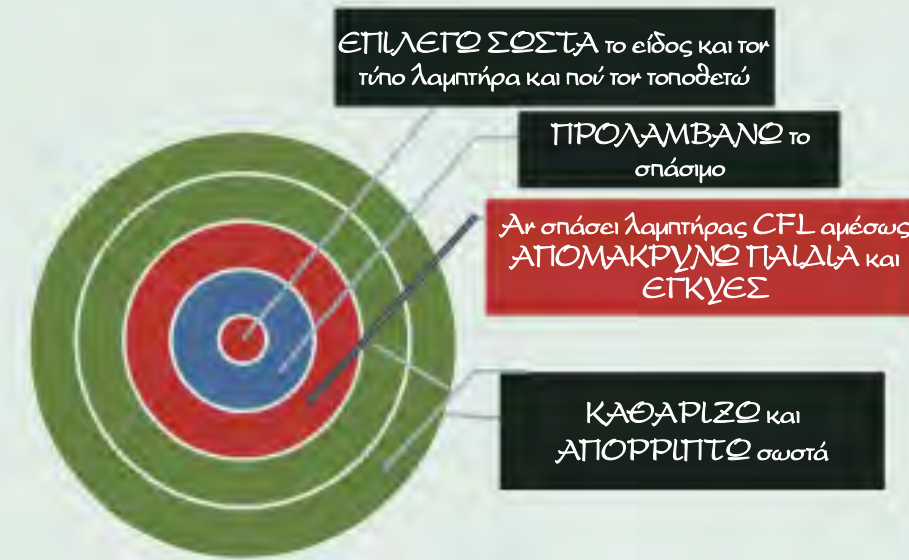 ΕΠΙΛΕΓΩ ΣΩΣΤΑ το είδος και τον
τύπο λαμπτήρα και πού τον τοποθετώ
ΠΡΟΛΑΜΒΑΝΩ το
σπάσιμο
Αν σπάσει λαμπτήρας CFL αμέσως
ΑΠΟΜΑΚΡΥΝΩ ΠΑΙΔΙΑ και
ΕΓΚΥΕΣ
ΚΑΘΑΡΙΖΩ και
ΑΠΟΡΡΙΠΤΩ σωστά